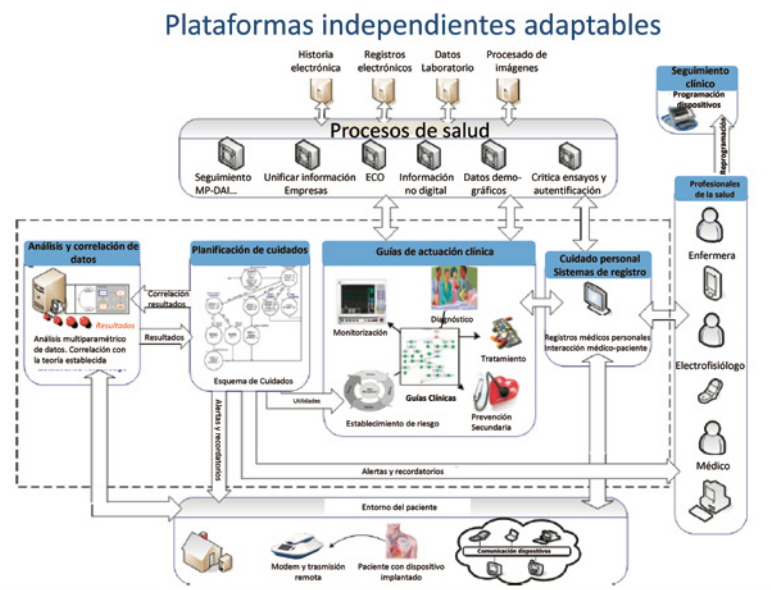 Plataformas independientes adaptables
Historia
electrónica
Registros
electrónicos
Datos
Laboratorio
Procesado de
imágenes
Seguimiento
clínico
Programación
dispositivos
Procesos de salud
Seguimiento
MP-DAI...
Unificar información
Empresas
ECO
Información
no digital
Datos demo-
gráficos
Critica ensayos y
autentificación
Reprogramación
Profesionales
de la salud
Enfermera
Electrofisiólogo
Médico
Análisis y correlación de
datos
Resultados
Análisis multiparamétrico
de datos. Correlación con
la teoría establecida
Correlación
resultados
Resultados
Planificación de cuidados
Esquema de Cuidados
Guías de actuación clínica
Monitorización
Diagnóstico
Tratamiento
Guías Clínicas
Establecimiento de riesgo
Prevención
Secundaria
Utilidades
Cuidado personal
Sistemas de registro
Registros médicos personales
Interacción médico-paciente
Alertas y recordatorios
Alertas y recordatorios
Entorno del paciente
Modem y trasmisión
remota
Paciente con dispositivo
implantado
Comunicación dispositivos